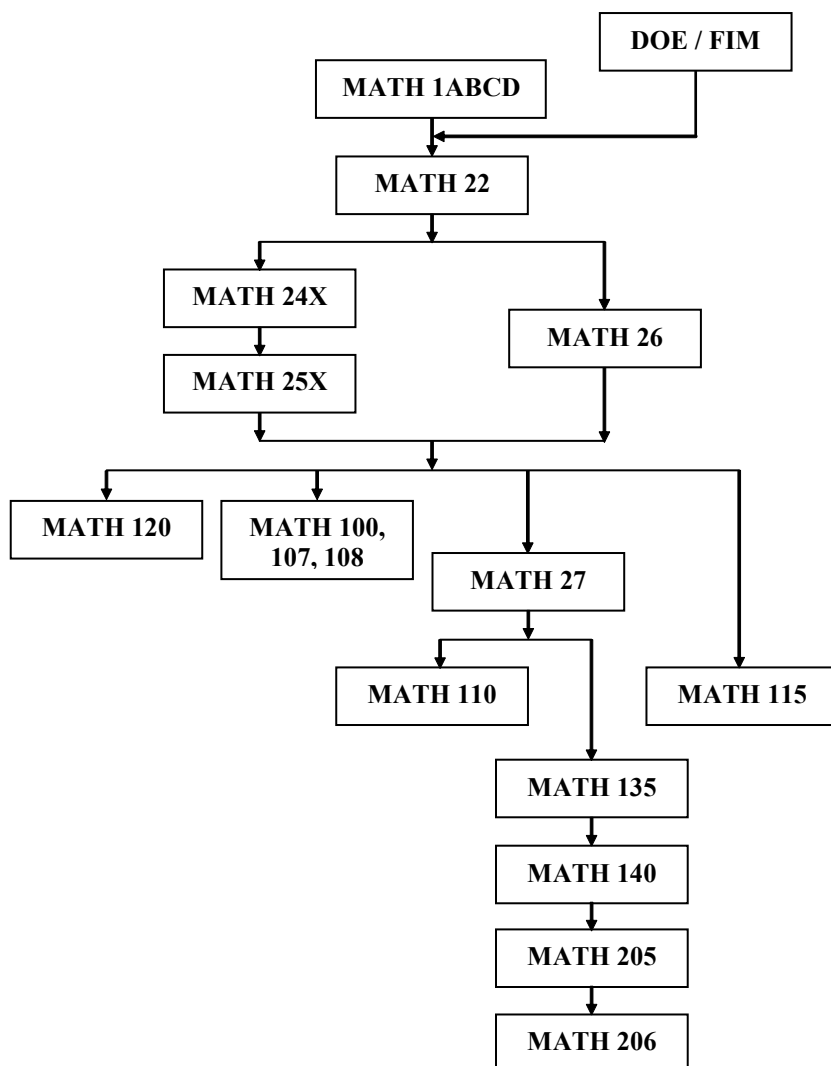 DOE / FIM
MATH 1ABCD
MATH 22
MATH 24X
MATH 26
MATH 25X
MATH 120
MATH 100,
107, 108
MATH 27
MATH 110
MATH 115
MATH 135
MATH 140
MATH 205
MATH 206